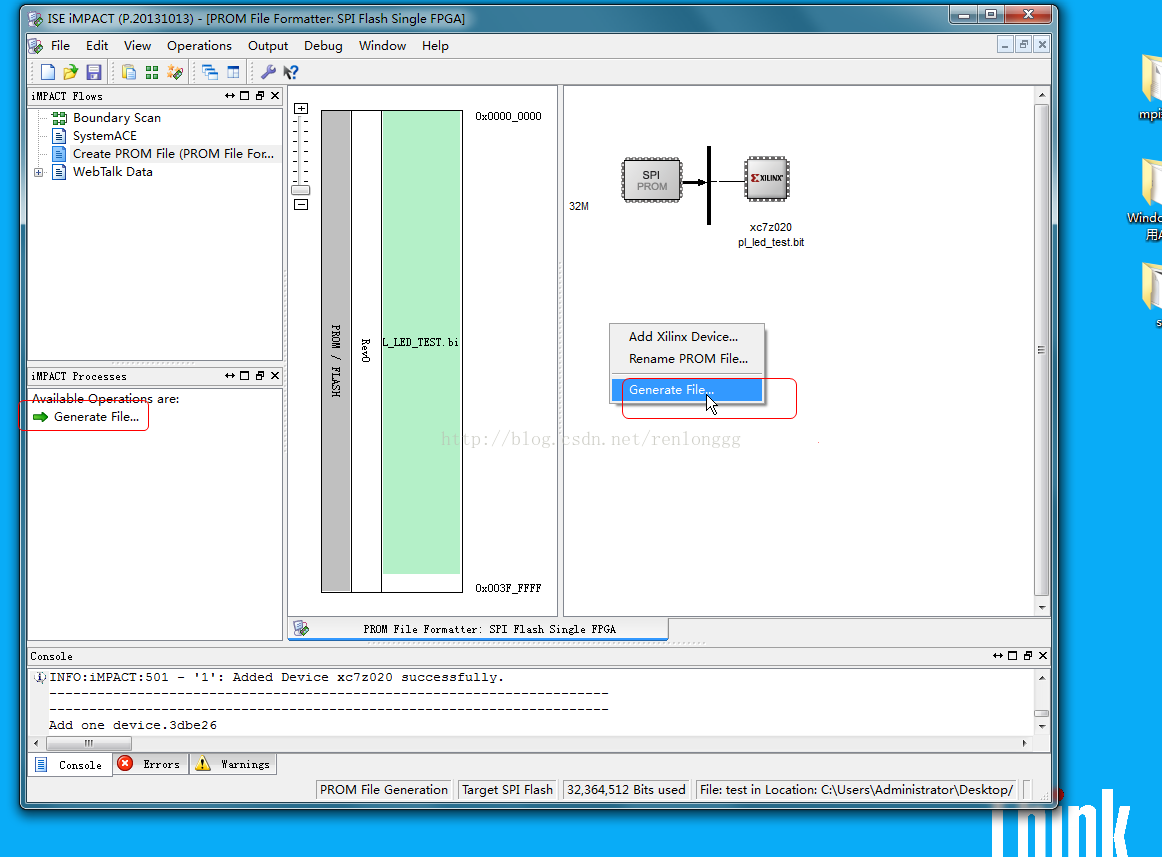 ISE iMPACT (P.20131013) - [PROM File Formatter: SPI Flash Single FPGA]
File Edit View Operations Output Debug Window Help
iMPACT Flows
Boundary Scan
SystemACE
Create PROM File (PROM File For...
WebTalk Data
iMPACT Processes
Available Operations are:
Generate File...
PROM / FLASH
Rev0
L_LED_TEST.bi
0x0000_0000
0x003F_FFFF
32M
SPI
PROM
XILINX
xc7z020
pl_led_test.bit
Add Xilinx Device...
Rename PROM File...
Generate File...
http://blog.csdn.net/renlonggg
PROM File Formatter: SPI Flash Single FPGA
Console
INFO:iMPACT:501 - '1': Added Device xc7z020 successfully.
----------------------------------------------------------------------
----------------------------------------------------------------------
Add one device.3dbe26
Console Errors Warnings
PROM File Generation Target SPI Flash 32,364,512 Bits used File: test in Location: C:\Users\Administrator\Desktop/
mpi
Windo
用
s
think